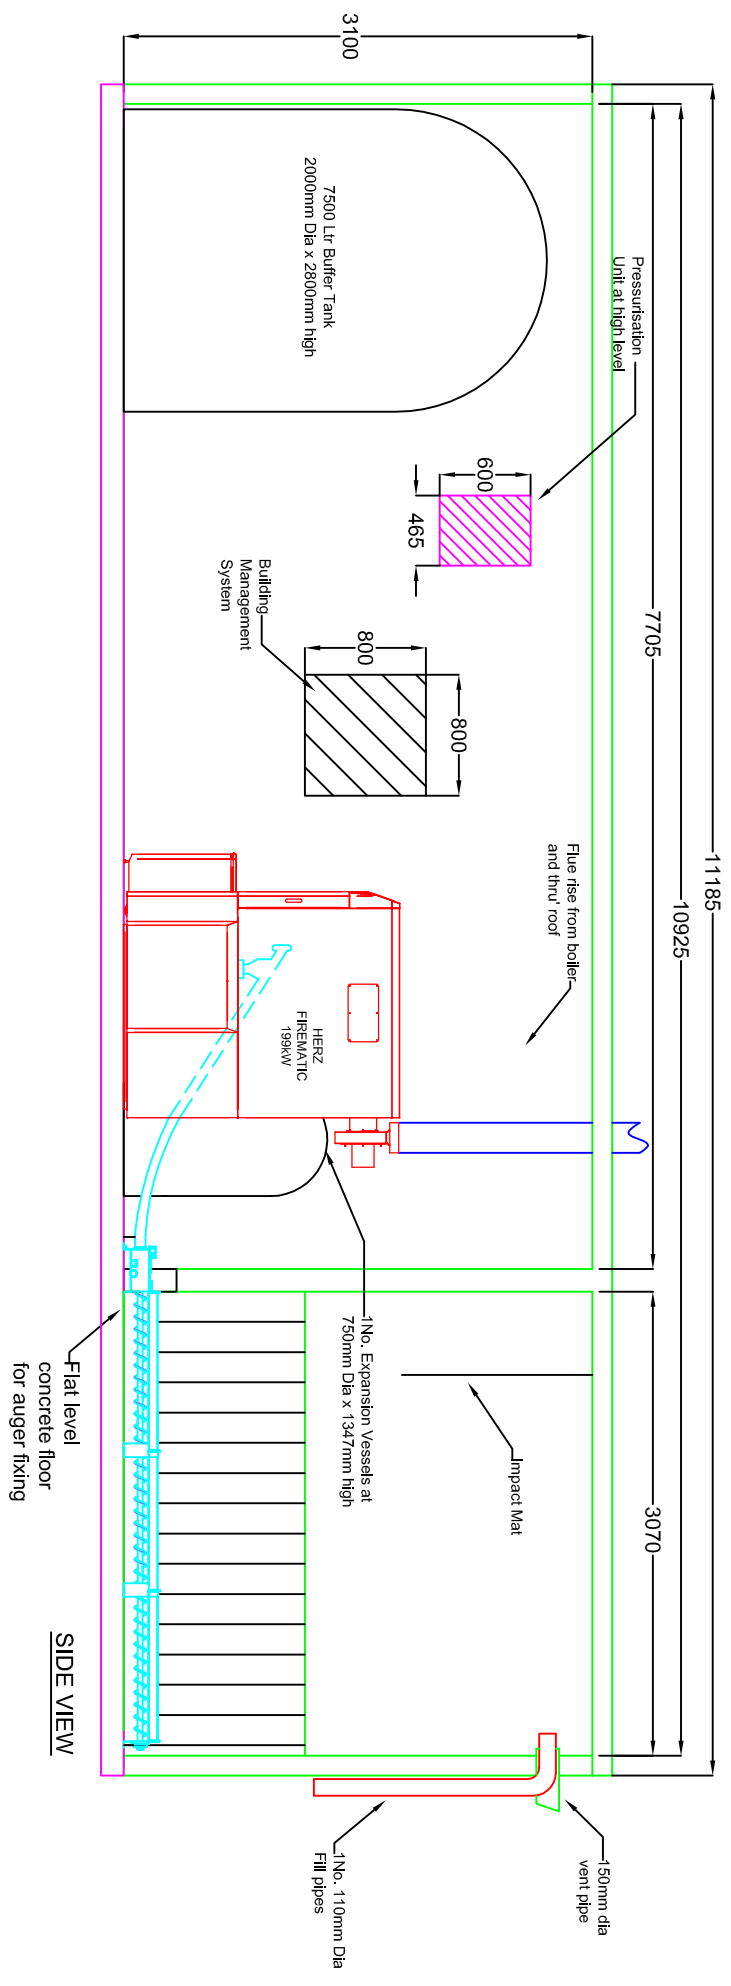 11185
10925
7705
3070
3100
Pressurisation
Unit at high level
7500 Ltr Buffer Tank
2000mm Dia x 2800mm high
600
465
Building
Management
System
800
800
Flue rise from boiler
and thru' roof
HERZ
FIREMATIC
199kW
1No. Expansion Vessels at
750mm Dia x 1347mm high
Impact Mat
150mm dia
vent pipe
1No. 110mm Dia
Fill pipes
Flat level
concrete floor
for auger fixing
SIDE VIEW